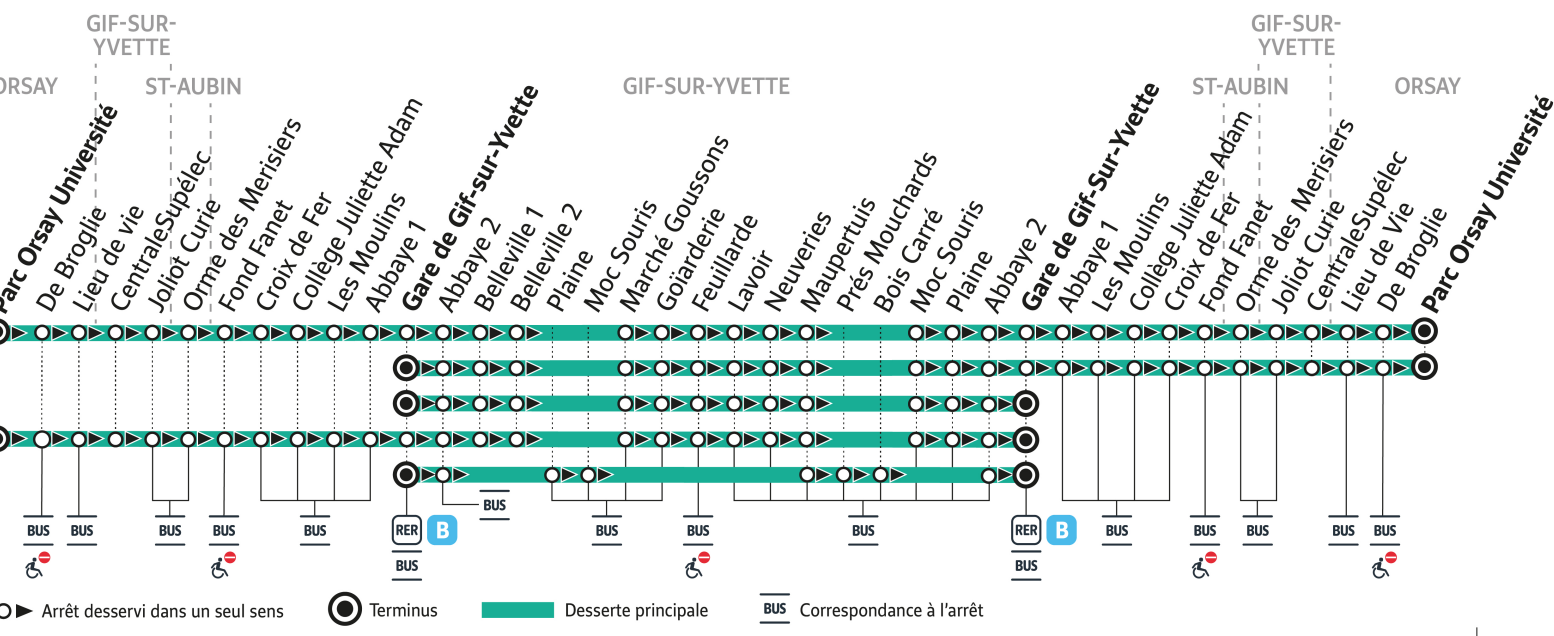 GIF-SUR-
YVETTE
ORSAY
ST-AUBIN
GIF-SUR-YVETTE
GIF-SUR-
YVETTE
ST-AUBIN
ORSAY
Parc Orsay Université
De Broglie
Lieu de vie
CentraleSupélec
Joliot Curie
Orme des Merisiers
Fond Fanet
Croix de Fer
Collège Juliette Adam
Les Moulins
Abbaye 1
Gare de Gif-sur-Yvette
Abbaye 2
Belleville 1
Belleville 2
Plaine
Moc Souris
Marché Goussons
Goïarderie
Feuillarde
Lavoir
Neuveries
Maupertuis
Prés Mouchards
Bois Carré
Moc Souris
Plaine
Abbaye 2
Gare de Gif-Sur-Yvette
Abbaye 1
Les Moulins
Collège Juliette Adam
Croix de Fer
Fond Fanet
Orme des Merisiers
Joliot Curie
CentraleSupélec
Lieu de Vie
De Broglie
Parc Orsay Université
BUS
BUS
BUS
BUS
BUS
BUS
RER B
BUS
BUS
BUS
BUS
RER B
BUS
BUS
BUS
BUS
BUS
BUS
Arrêt desservi dans un seul sens
Terminus
Desserte principale
BUS Correspondance à l'arrêt